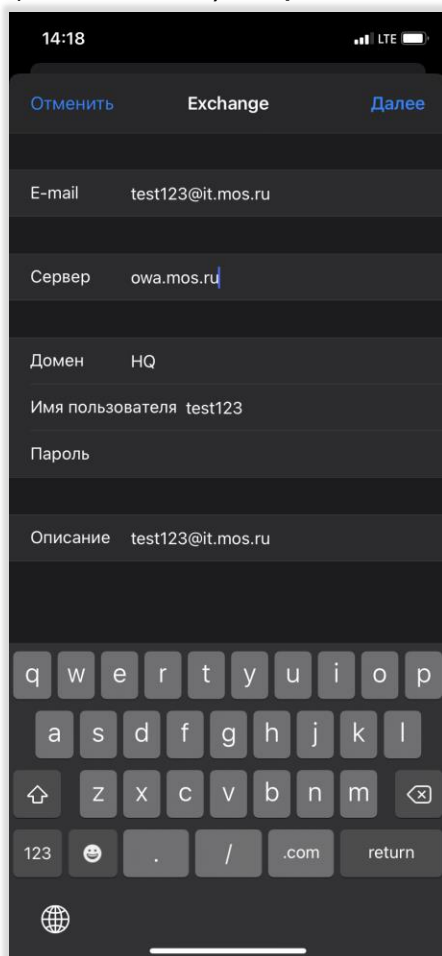 14:18 LTE
Отменить Exchange Далее
E-mail test123@it.mos.ru
Сервер owa.mos.ru
Домен HQ
Имя пользователя test123
Пароль
Описание test123@it.mos.ru
q w e r t y u i o p
a s d f g h j k l
z x c v b n m
123 . / .com return